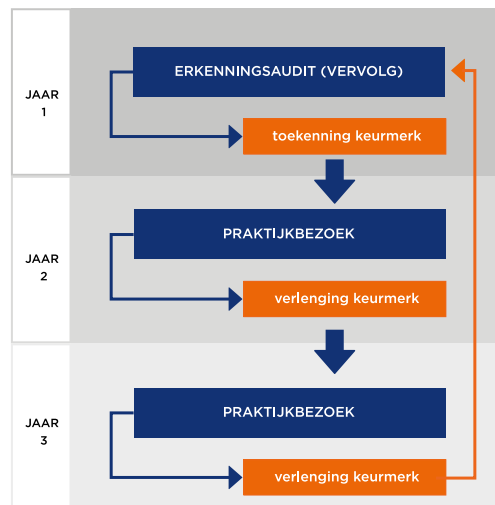 JAAR
1
ERKENNINGSAUDIT (VERVOLG)
toekenning keurmerk
JAAR
2
PRAKTIJKBEZOEK
verlenging keurmerk
JAAR
3
PRAKTIJKBEZOEK
verlenging keurmerk